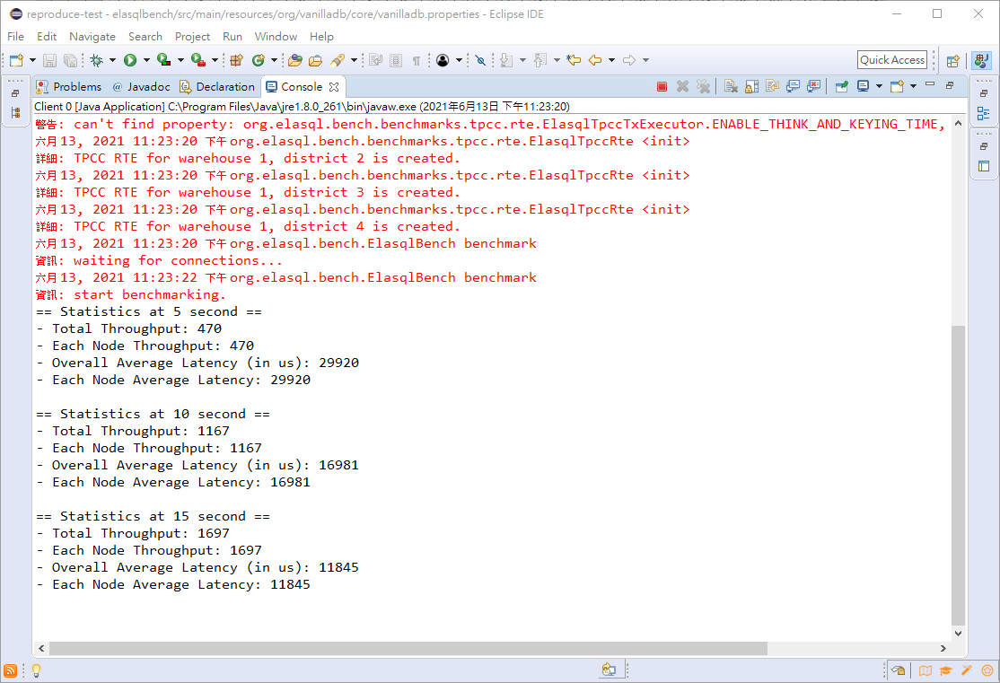 reproduce-test - elasqlbench/src/main/resources/org/vanilladb/core/vanilladb.properties - Eclipse IDE
File Edit Navigate Search Project Run Window Help
Quick Access
Problems @ Javadoc Declaration Console
Client 0 [Java Application] C:\Program Files\Java\jre1.8.0_261\bin\javaw.exe (2021年6月13日 下午11:23:20)
警告: can't find property: org.elasql.bench.benchmarks.tpcc.rte.ElasqlTpccTxExecutor.ENABLE_THINK_AND_KEYING_TIME,
六月 13, 2021 11:23:20 下午 org.elasql.bench.benchmarks.tpcc.rte.ElasqlTpccRte <init>
詳細: TPCC RTE for warehouse 1, district 2 is created.
六月 13, 2021 11:23:20 下午 org.elasql.bench.benchmarks.tpcc.rte.ElasqlTpccRte <init>
詳細: TPCC RTE for warehouse 1, district 3 is created.
六月 13, 2021 11:23:20 下午 org.elasql.bench.benchmarks.tpcc.rte.ElasqlTpccRte <init>
詳細: TPCC RTE for warehouse 1, district 4 is created.
六月 13, 2021 11:23:20 下午 org.elasql.bench.ElasqlBench benchmark
資訊: waiting for connections...
六月 13, 2021 11:23:22 下午 org.elasql.bench.ElasqlBench benchmark
資訊: start benchmarking.
== Statistics at 5 second ==
- Total Throughput: 470
- Each Node Throughput: 470
- Overall Average Latency (in us): 29920
- Each Node Average Latency: 29920
== Statistics at 10 second ==
- Total Throughput: 1167
- Each Node Throughput: 1167
- Overall Average Latency (in us): 16981
- Each Node Average Latency: 16981
== Statistics at 15 second ==
- Total Throughput: 1697
- Each Node Throughput: 1697
- Overall Average Latency (in us): 11845
- Each Node Average Latency: 11845